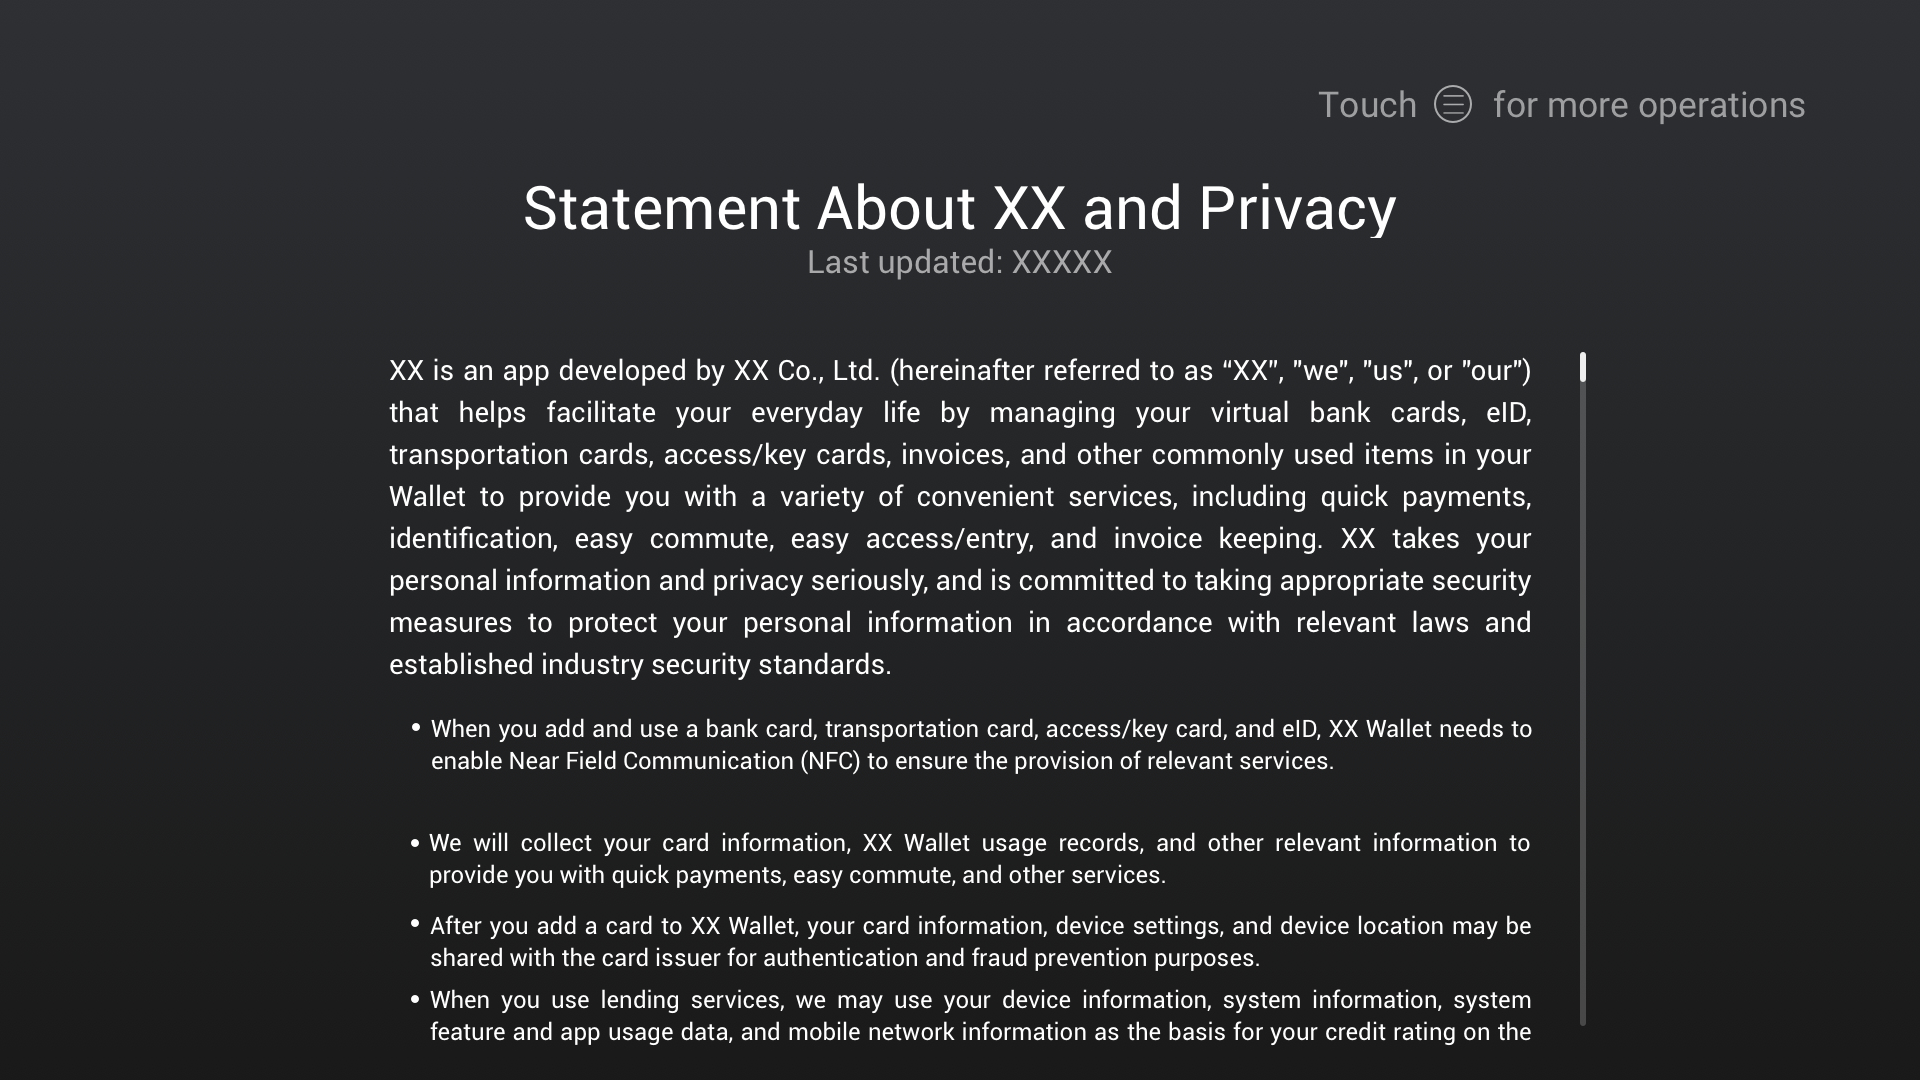 Touch for more operations
Statement About XX and Privacy
Last updated: XXXXX
XX is an app developed by XX Co., Ltd. (hereinafter referred to as “XX”, "we", "us", or "our")
that helps facilitate your everyday life by managing your virtual bank cards, eID,
transportation cards, access/key cards, invoices, and other commonly used items in your
Wallet to provide you with a variety of convenient services, including quick payments,
identification, easy commute, easy access/entry, and invoice keeping. XX takes your
personal information and privacy seriously, and is committed to taking appropriate security
measures to protect your personal information in accordance with relevant laws and
established industry security standards.
• When you add and use a bank card, transportation card, access/key card, and eID, XX Wallet needs to
enable Near Field Communication (NFC) to ensure the provision of relevant services.
• We will collect your card information, XX Wallet usage records, and other relevant information to
provide you with quick payments, easy commute, and other services.
• After you add a card to XX Wallet, your card information, device settings, and device location may be
shared with the card issuer for authentication and fraud prevention purposes.
• When you use lending services, we may use your device information, system information, system
feature and app usage data, and mobile network information as the basis for your credit rating on the